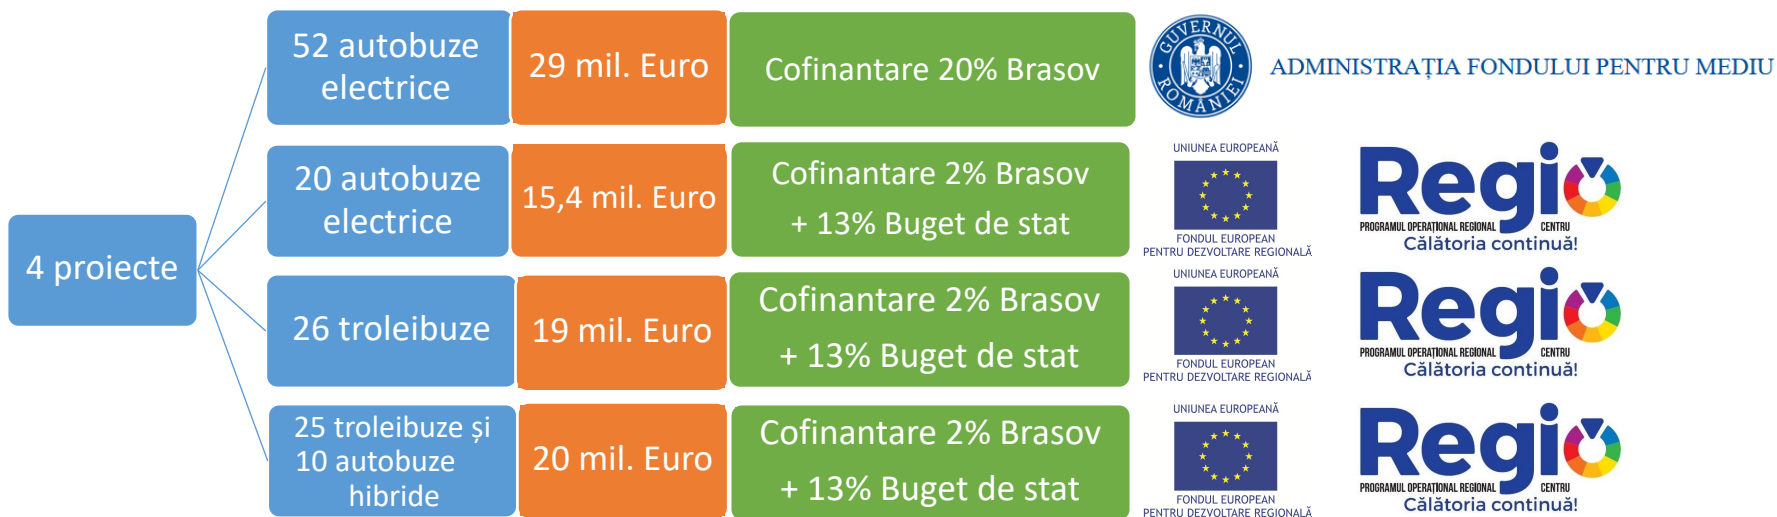 4 proiecte
52 autobuze
electrice
29 mil. Euro
Cofinantare 20% Brasov
GUVERNUL ROMÂNIEI
ADMINISTRAȚIA FONDULUI PENTRU MEDIU
20 autobuze
electrice
15,4 mil. Euro
Cofinantare 2% Brasov
+ 13% Buget de stat
UNIUNEA EUROPEANĂ
FONDUL EUROPEAN
PENTRU DEZVOLTARE REGIONALĂ
Regio
PROGRAMUL OPERAȚIONAL REGIONAL CENTRU
Călătoria continuă!
26 troleibuze
19 mil. Euro
Cofinantare 2% Brasov
+ 13% Buget de stat
UNIUNEA EUROPEANĂ
FONDUL EUROPEAN
PENTRU DEZVOLTARE REGIONALĂ
Regio
PROGRAMUL OPERAȚIONAL REGIONAL CENTRU
Călătoria continuă!
25 troleibuze și
10 autobuze
hibride
20 mil. Euro
Cofinantare 2% Brasov
+ 13% Buget de stat
UNIUNEA EUROPEANĂ
FONDUL EUROPEAN
PENTRU DEZVOLTARE REGIONALĂ
Regio
PROGRAMUL OPERAȚIONAL REGIONAL CENTRU
Călătoria continuă!